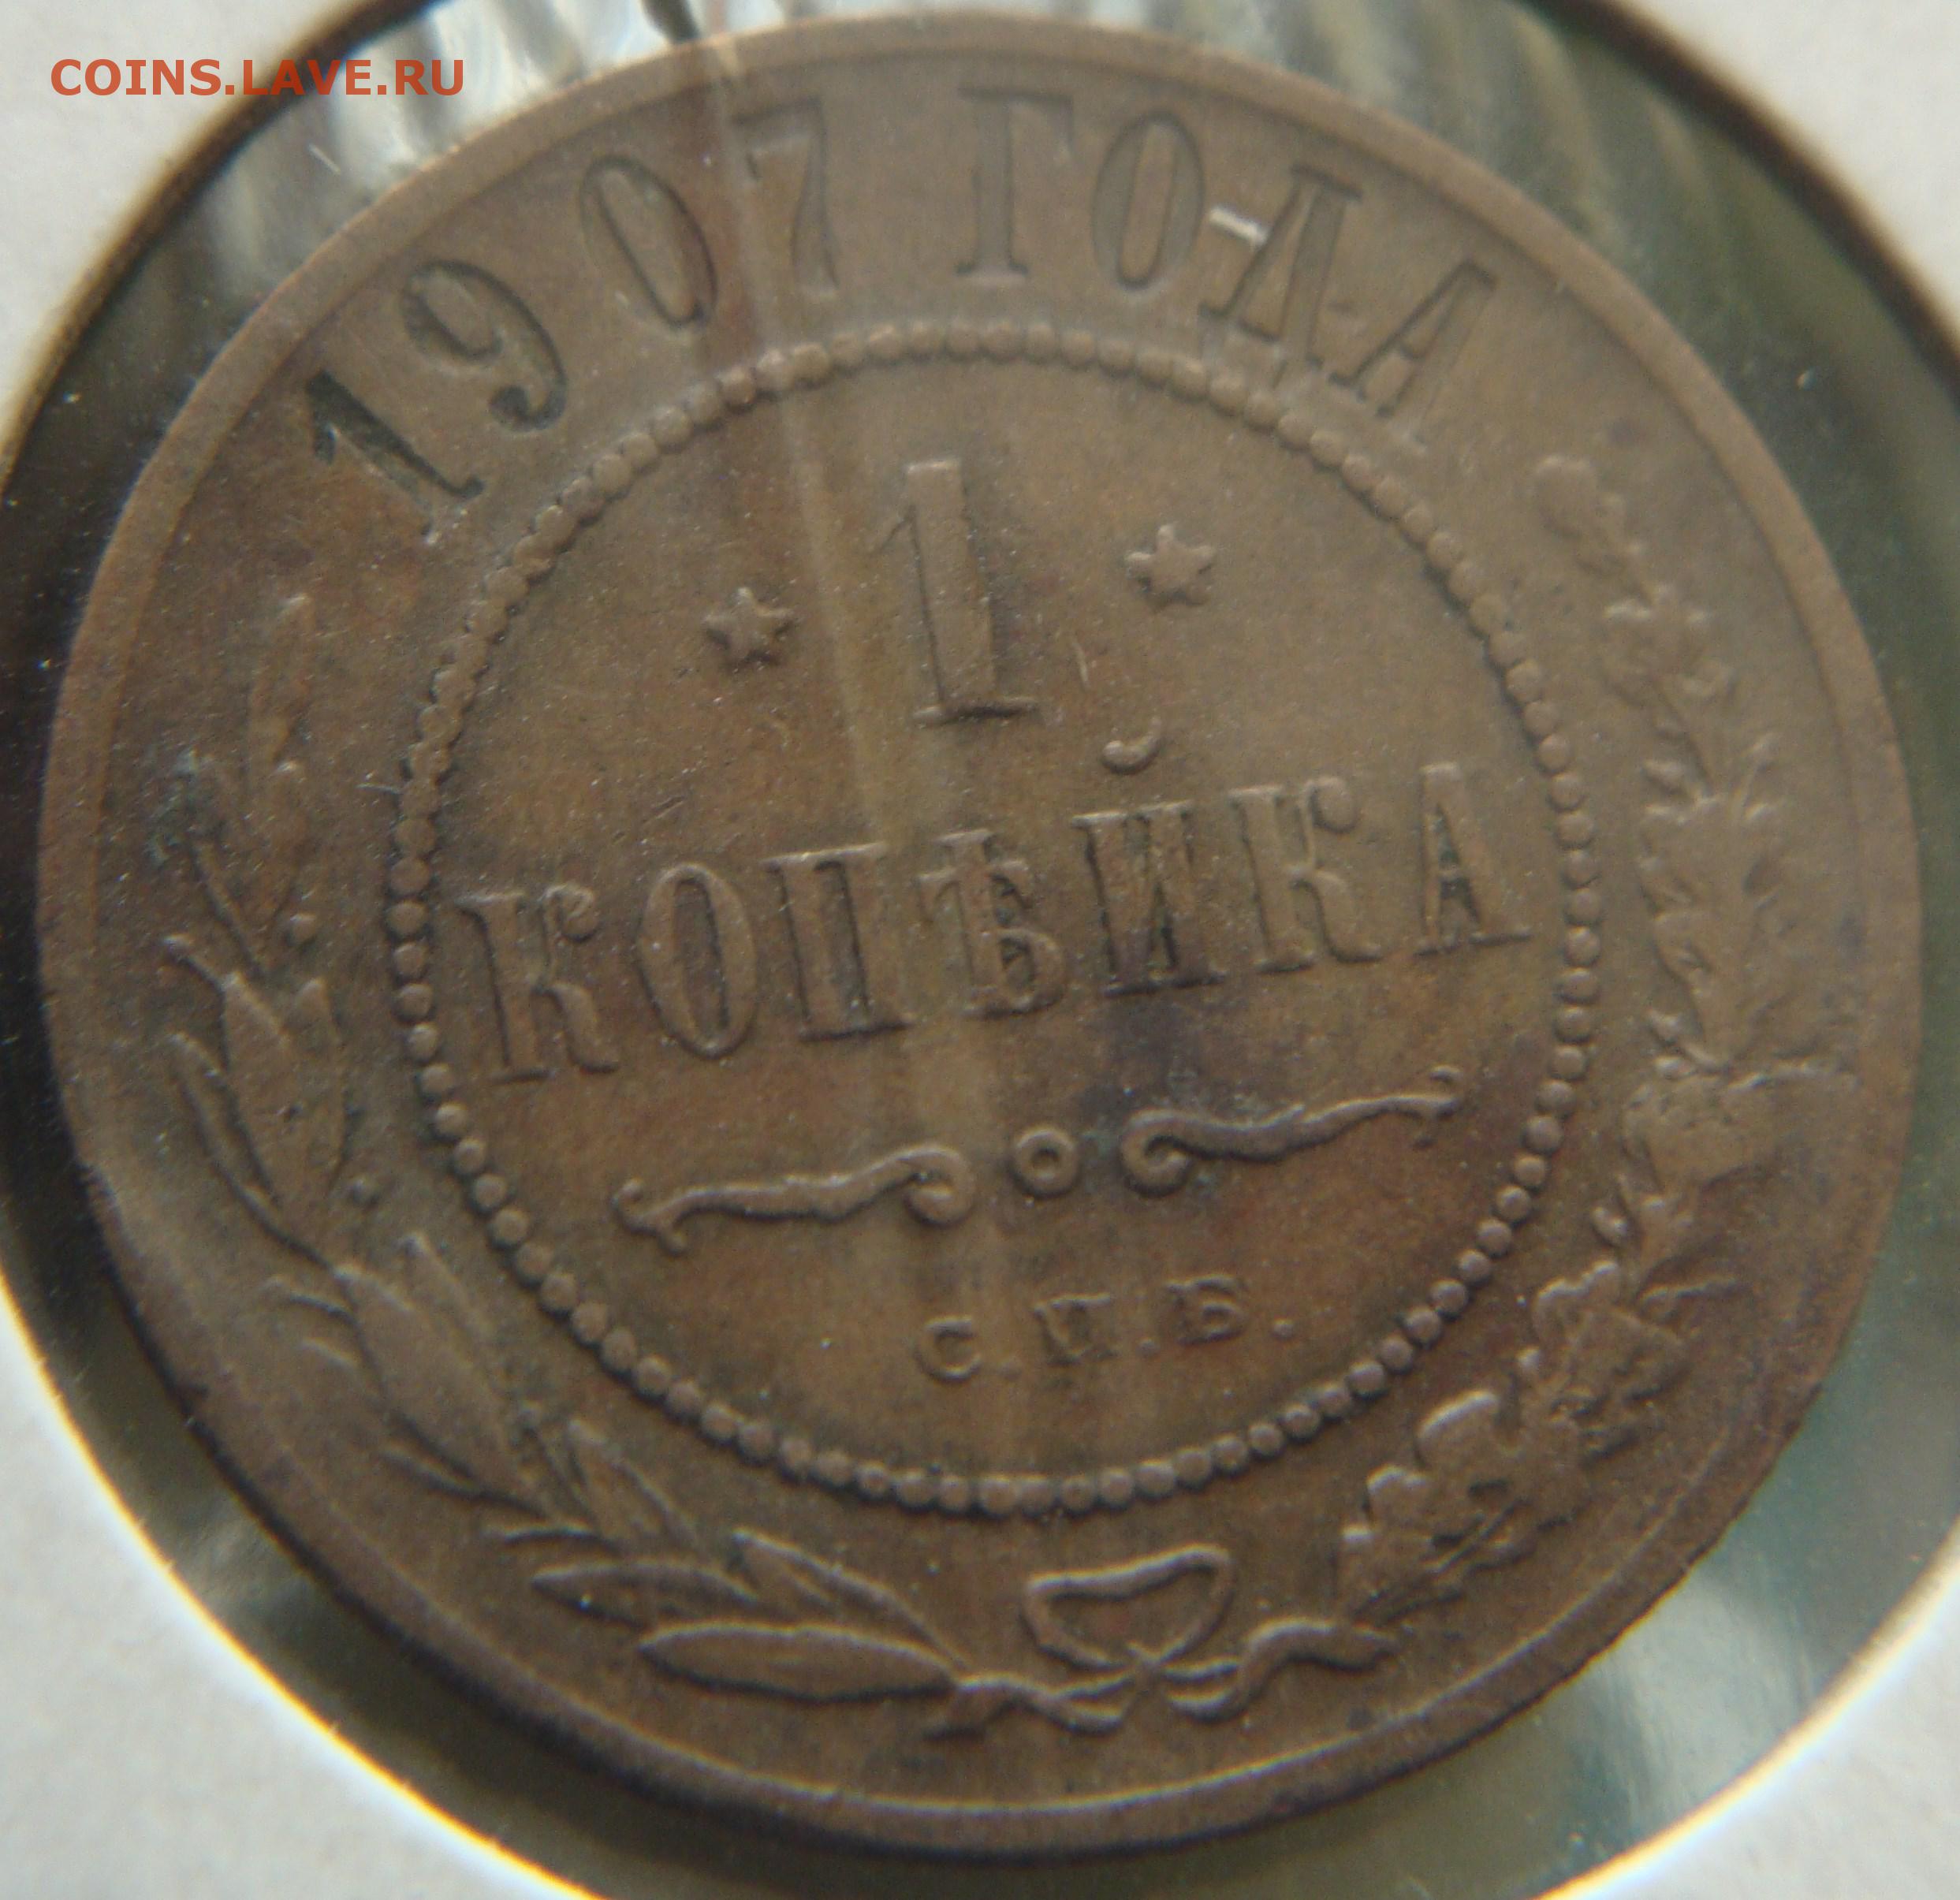 COINS.LAVE.RU
1907 ГОДА
1
КОПѢЙКА
С.П.Б.